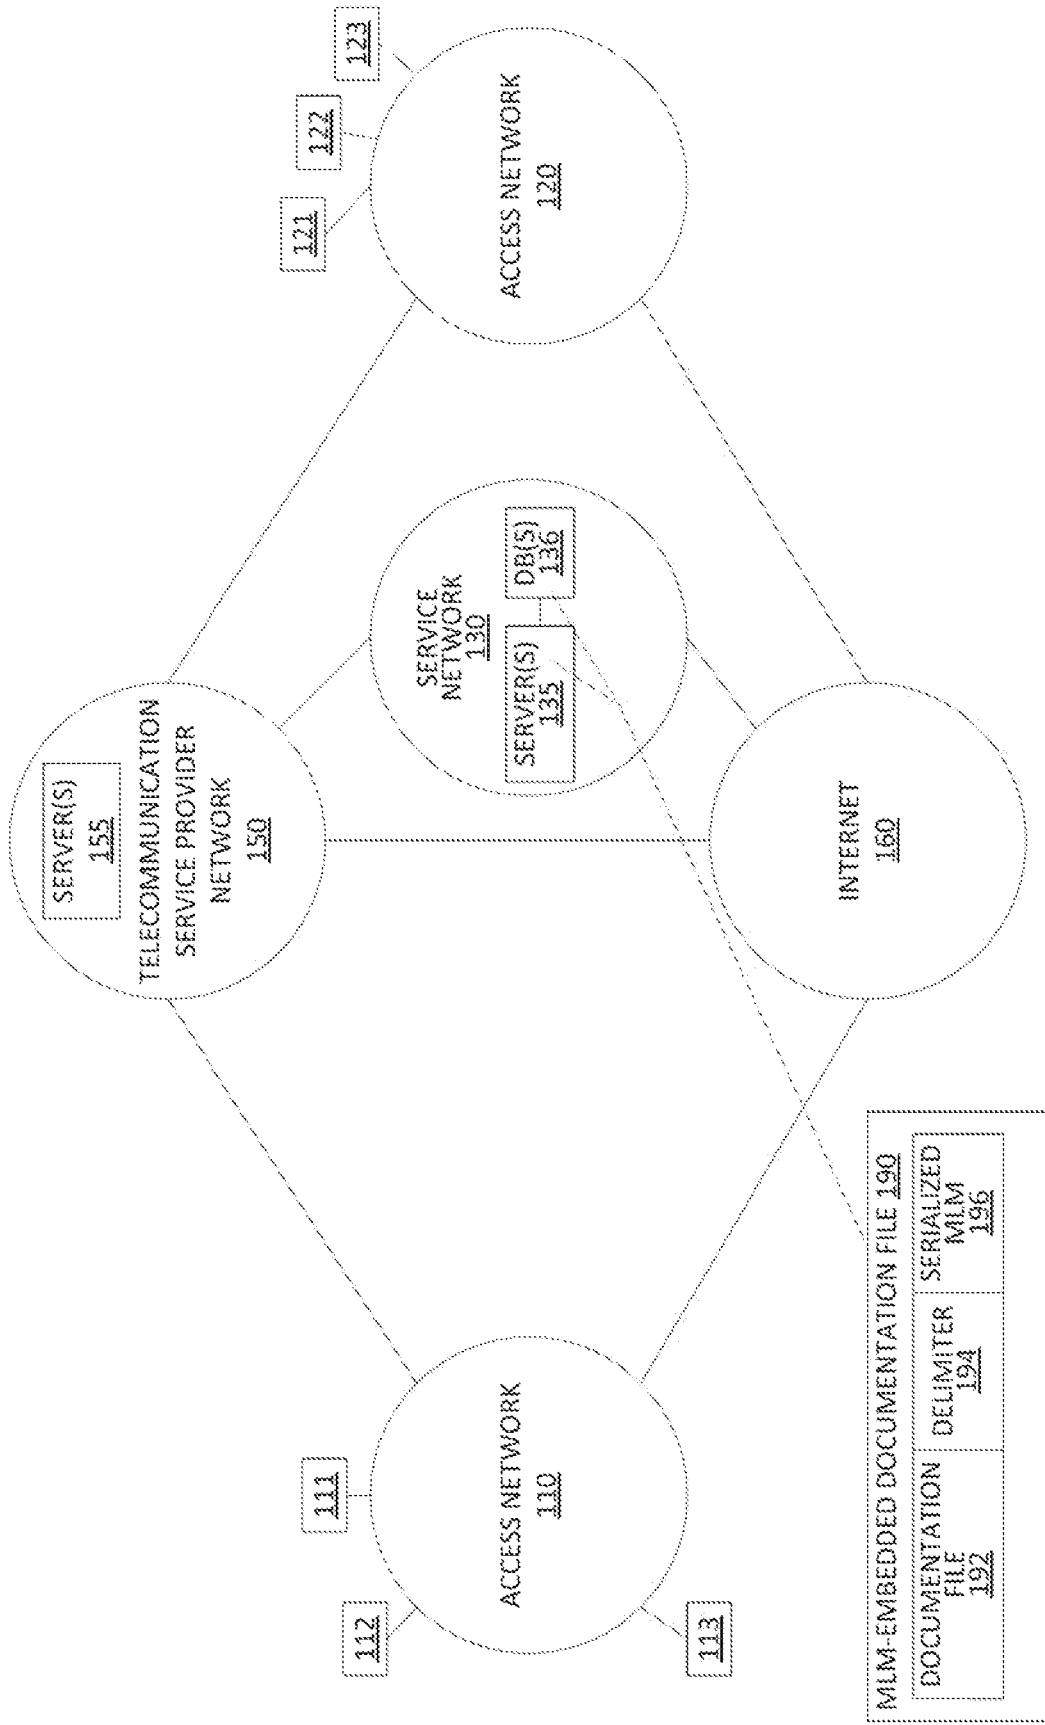 SERVER(S)
155
TELECOMMUNICATION
SERVICE PROVIDER
NETWORK
150
111
112
113
ACCESS NETWORK
110
SERVICE
NETWORK
130
SERVER(S)
135
DB(S)
136
121
122
123
ACCESS NETWORK
120
INTERNET
160
MLM-EMBEDDED DOCUMENTATION FILE 190
DOCUMENTATION
FILE
192
DELIMITER
194
SERIALIZED
MLM
196